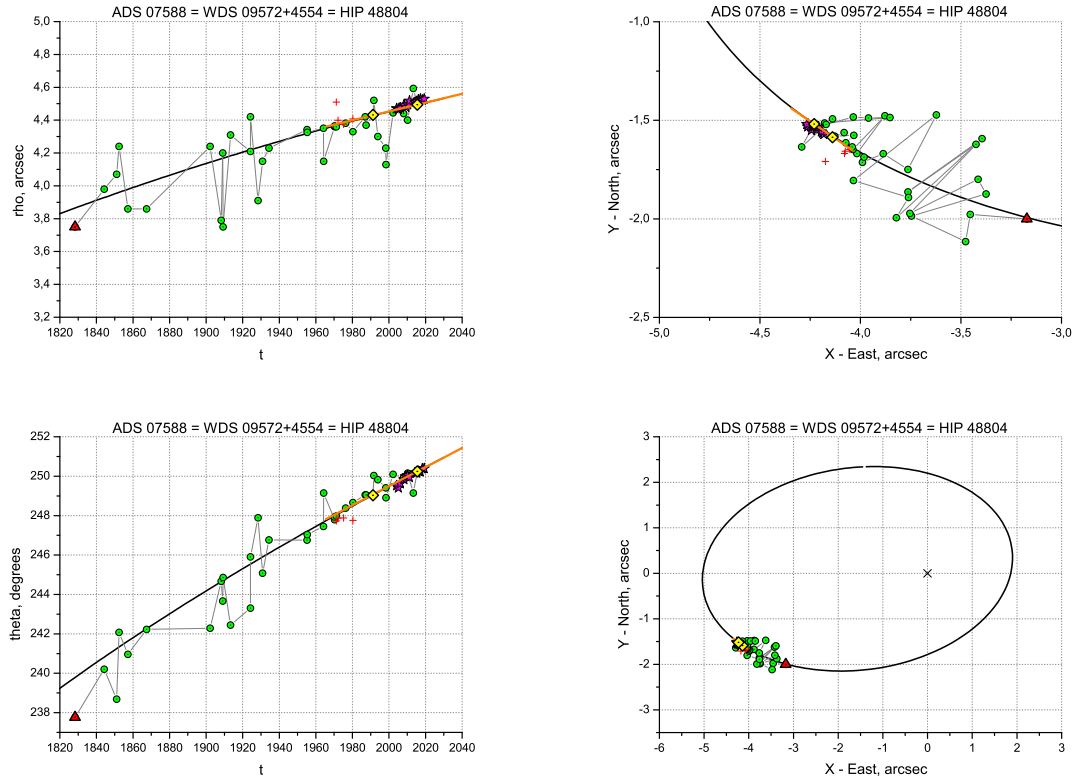 ADS 07588 = WDS 09572+4554 = HIP 48804
5,0
4,8
4,6
4,4
4,2
4,0
3,8
3,6
3,4
3,2
rho, arcsec
1820 1840 1860 1880 1900 1920 1940 1960 1980 2000 2020 2040
t
ADS 07588 = WDS 09572+4554 = HIP 48804
-1,0
-1,5
-2,0
-2,5
Y - North, arcsec
-5,0 -4,5 -4,0 -3,5 -3,0
X - East, arcsec
ADS 07588 = WDS 09572+4554 = HIP 48804
252
250
248
246
244
242
240
238
theta, degrees
1820 1840 1860 1880 1900 1920 1940 1960 1980 2000 2020 2040
t
ADS 07588 = WDS 09572+4554 = HIP 48804
3
2
1
0
-1
-2
-3
Y - North, arcsec
-6 -5 -4 -3 -2 -1 0 1 2 3
X - East, arcsec